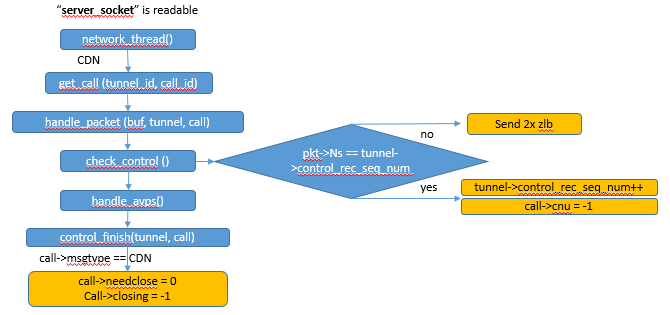 "server_socket" is readable
network_thread()
CDN
get_call (tunnel_id, call_id)
handle_packet (buf, tunnel, call)
no
Send 2x zlb
check_control ()
pkt->Ns == tunnel-
>control_rec_seq_num
yes
tunnel->control_rec_seq_num++
call->cnu = -1
handle_avps()
control_finish(tunnel, call)
call->msgtype == CDN
call->needclose = 0
Call->closing = -1